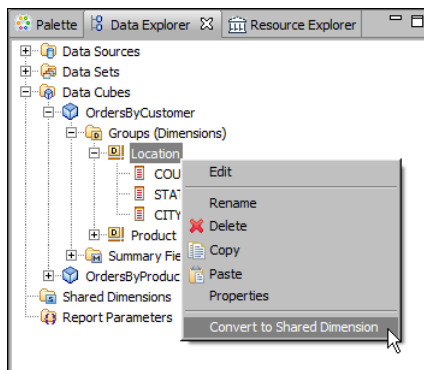 Palette Data Explorer Resource Explorer
Data Sources
Data Sets
Data Cubes
OrdersByCustomer
Groups (Dimensions)
Location
COU
STAT
CITY
Product
Summary Fie
OrdersByProduc
Shared Dimensions
Report Parameters
Edit
Rename
Delete
Copy
Paste
Properties
Convert to Shared Dimension